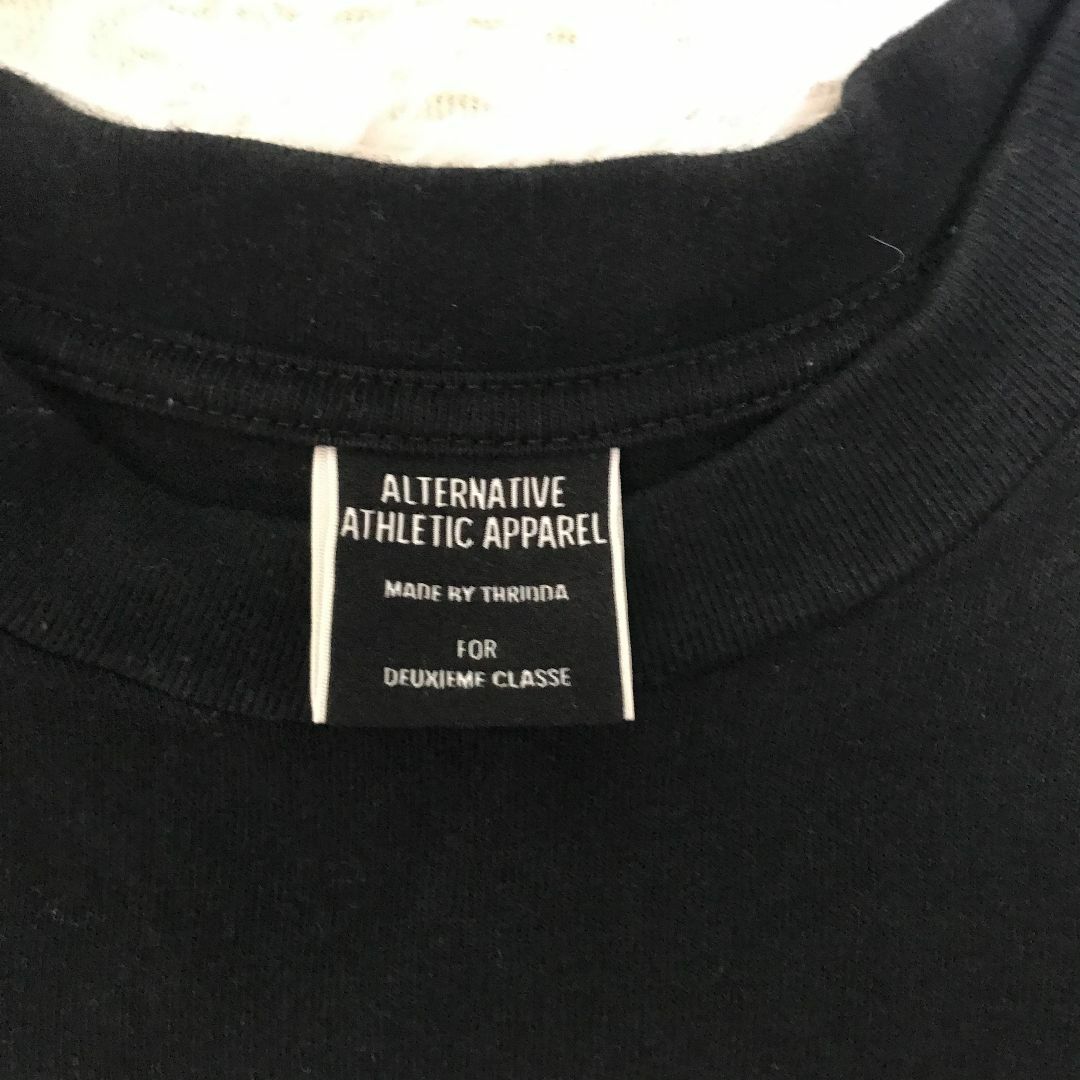 ALTERNATIVE
ATHLETIC APPAREL
MADE BY THRIDDA
FOR
DEUXIEME CLASSE